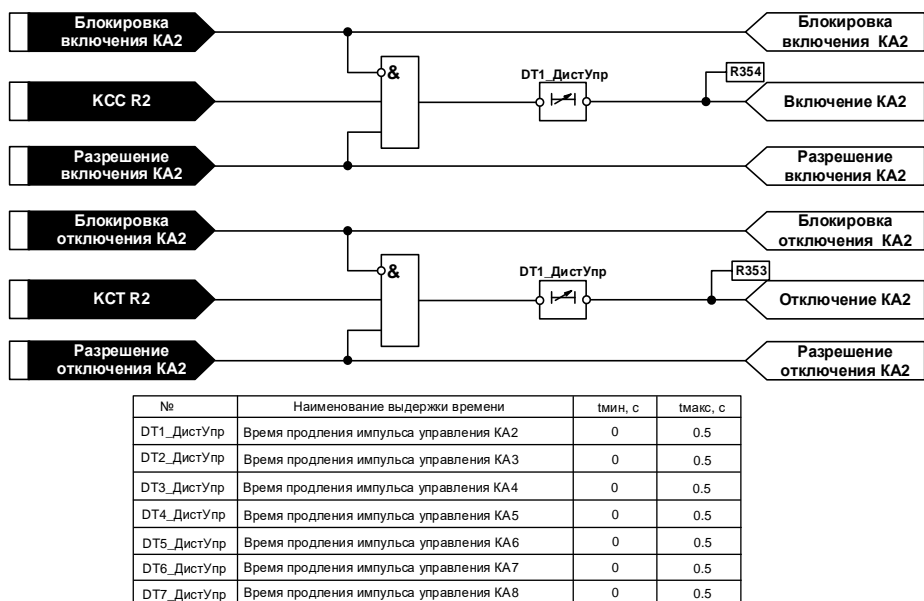 Блокировка
включения КА2
Блокировка
включения КА2
&
DT1_ДистУпр
R354
KCC R2
Включение КА2
Разрешение
включения КА2
Разрешение
включения КА2
Блокировка
отключения КА2
Блокировка
отключения КА2
&
DT1_ДистУпр
R353
KCT R2
Отключение КА2
Разрешение
отключения КА2
Разрешение
отключения КА2
№ Наименование выдержки времени tмин, с tмакс, с
DT1_ДистУпр Время продления импульса управления КА2 0 0.5
DT2_ДистУпр Время продления импульса управления КА3 0 0.5
DT3_ДистУпр Время продления импульса управления КА4 0 0.5
DT4_ДистУпр Время продления импульса управления КА5 0 0.5
DT5_ДистУпр Время продления импульса управления КА6 0 0.5
DT6_ДистУпр Время продления импульса управления КА7 0 0.5
DT7_ДистУпр Время продления импульса управления КА8 0 0.5